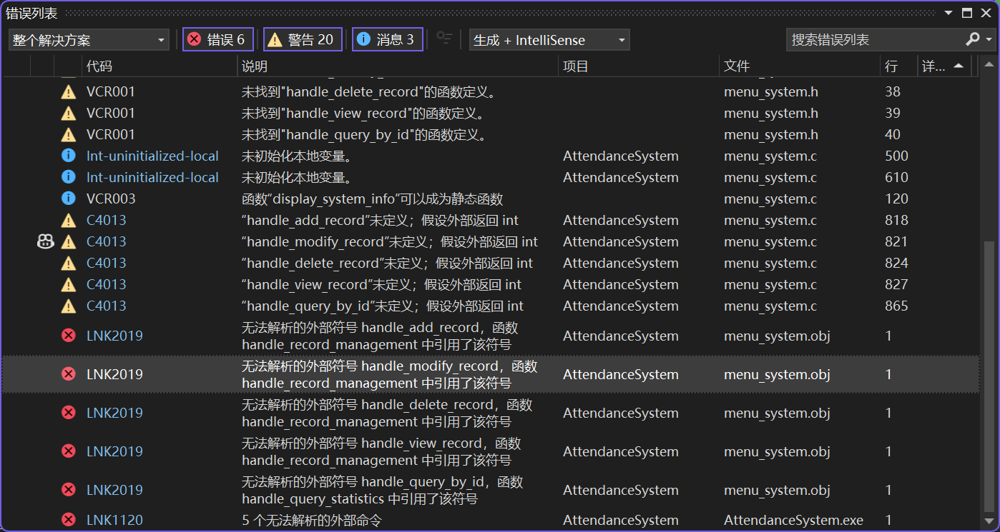 错误列表
整个解决方案 错误 6 警告 20 消息 3 生成 + IntelliSense 搜索错误列表
代码 说明 项目 文件 行 详...
VCR001 未找到"handle_delete_record"的函数定义。 menu_system.h 38
VCR001 未找到"handle_view_record"的函数定义。 menu_system.h 39
VCR001 未找到"handle_query_by_id"的函数定义。 menu_system.h 40
lnt-uninitialized-local 未初始化本地变量。 AttendanceSystem menu_system.c 500
lnt-uninitialized-local 未初始化本地变量。 AttendanceSystem menu_system.c 610
VCR003 函数“display_system_info”可以成为静态函数 menu_system.c 120
C4013 “handle_add_record”未定义；假设外部返回 int AttendanceSystem menu_system.c 818
C4013 “handle_modify_record”未定义；假设外部返回 int AttendanceSystem menu_system.c 821
C4013 “handle_delete_record”未定义；假设外部返回 int AttendanceSystem menu_system.c 824
C4013 “handle_view_record”未定义；假设外部返回 int AttendanceSystem menu_system.c 827
C4013 “handle_query_by_id”未定义；假设外部返回 int AttendanceSystem menu_system.c 865
LNK2019 无法解析的外部符号 handle_add_record，函数
handle_record_management 中引用了该符号 AttendanceSystem menu_system.obj 1
LNK2019 无法解析的外部符号 handle_modify_record，函数
handle_record_management 中引用了该符号 AttendanceSystem menu_system.obj 1
LNK2019 无法解析的外部符号 handle_delete_record，函数
handle_record_management 中引用了该符号 AttendanceSystem menu_system.obj 1
LNK2019 无法解析的外部符号 handle_view_record，函数
handle_record_management 中引用了该符号 AttendanceSystem menu_system.obj 1
LNK2019 无法解析的外部符号 handle_query_by_id，函数
handle_query_statistics 中引用了该符号 AttendanceSystem menu_system.obj 1
LNK1120 5 个无法解析的外部命令 AttendanceSystem AttendanceSystem.exe 1